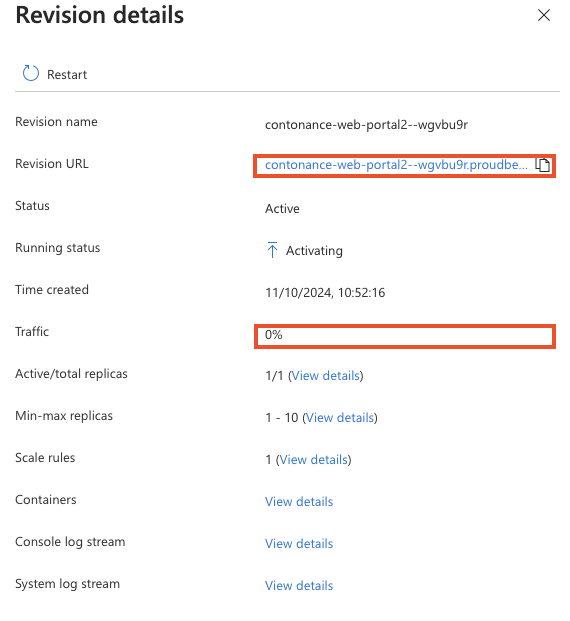 Revision details
Restart
Revision name contonance-web-portal2--wgvbu9r
Revision URL contonance-web-portal2--wgvbu9r.proudbe...
Status Active
Running status Activating
Time created 11/10/2024, 10:52:16
Traffic 0%
Active/total replicas 1/1 (View details)
Min-max replicas 1 - 10 (View details)
Scale rules 1 (View details)
Containers View details
Console log stream View details
System log stream View details